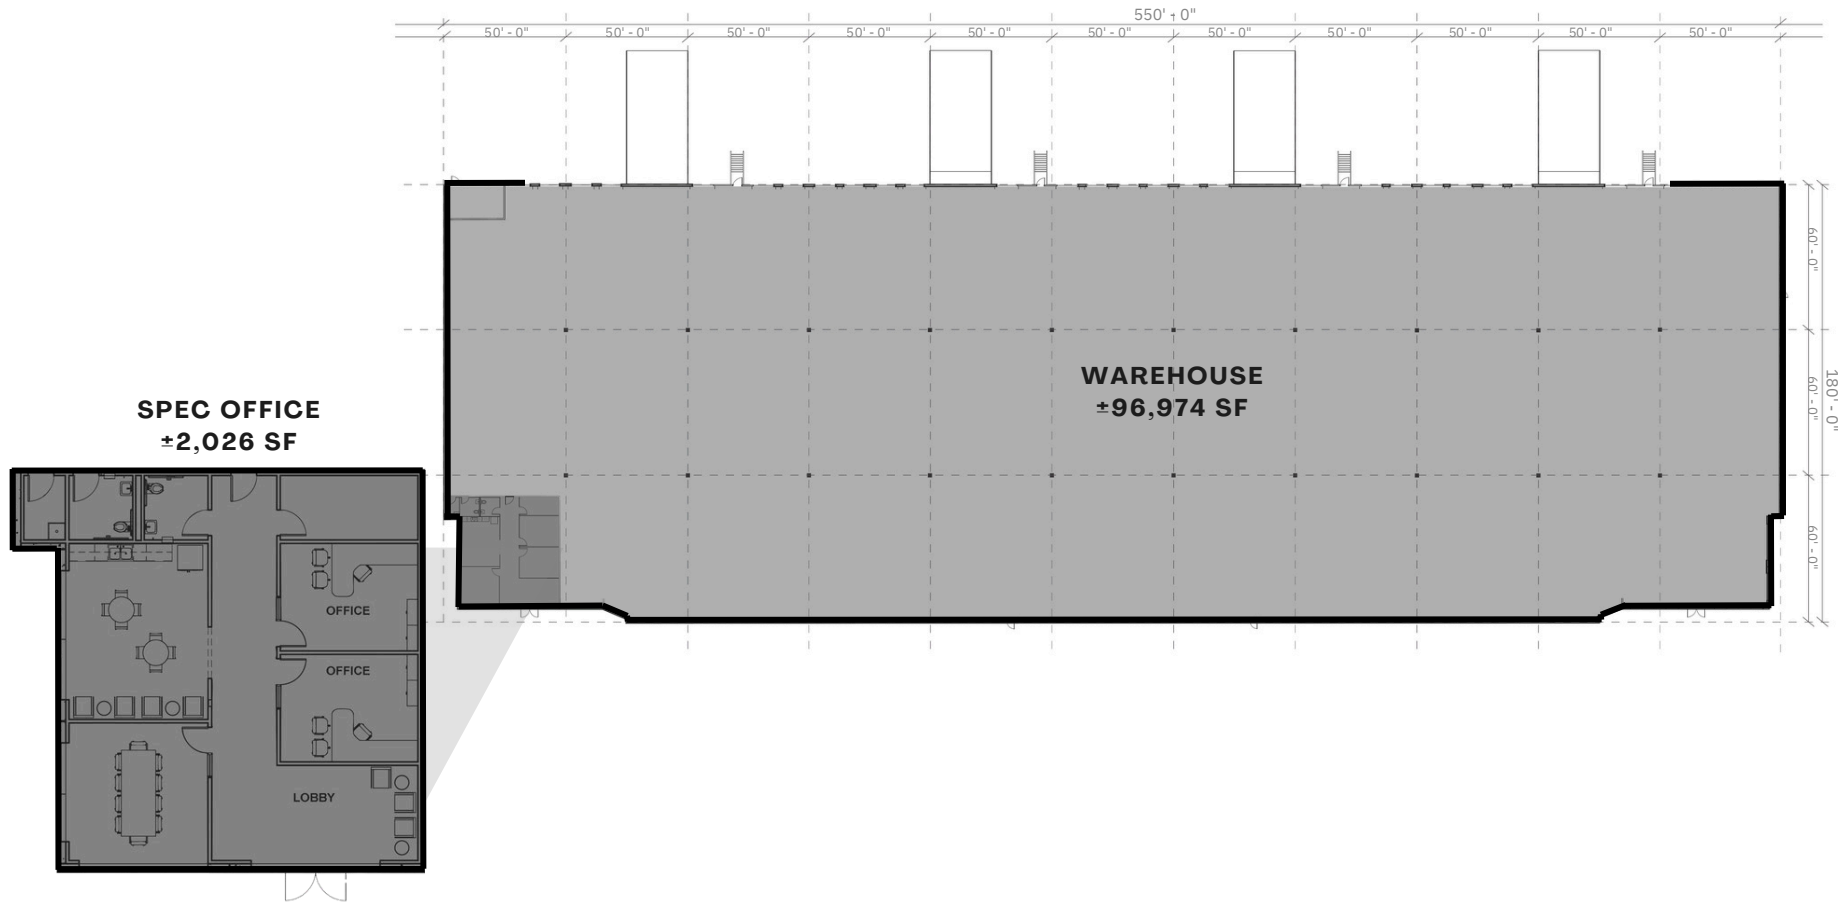 550' - 0"
50' - 0" 50' - 0" 50' - 0" 50' - 0" 50' - 0" 50' - 0" 50' - 0" 50' - 0" 50' - 0" 50' - 0" 50' - 0"
60' - 0"
WAREHOUSE
±96,974 SF
60' - 0"
180' - 0"
60' - 0"
SPEC OFFICE
±2,026 SF
OFFICE
OFFICE
LOBBY